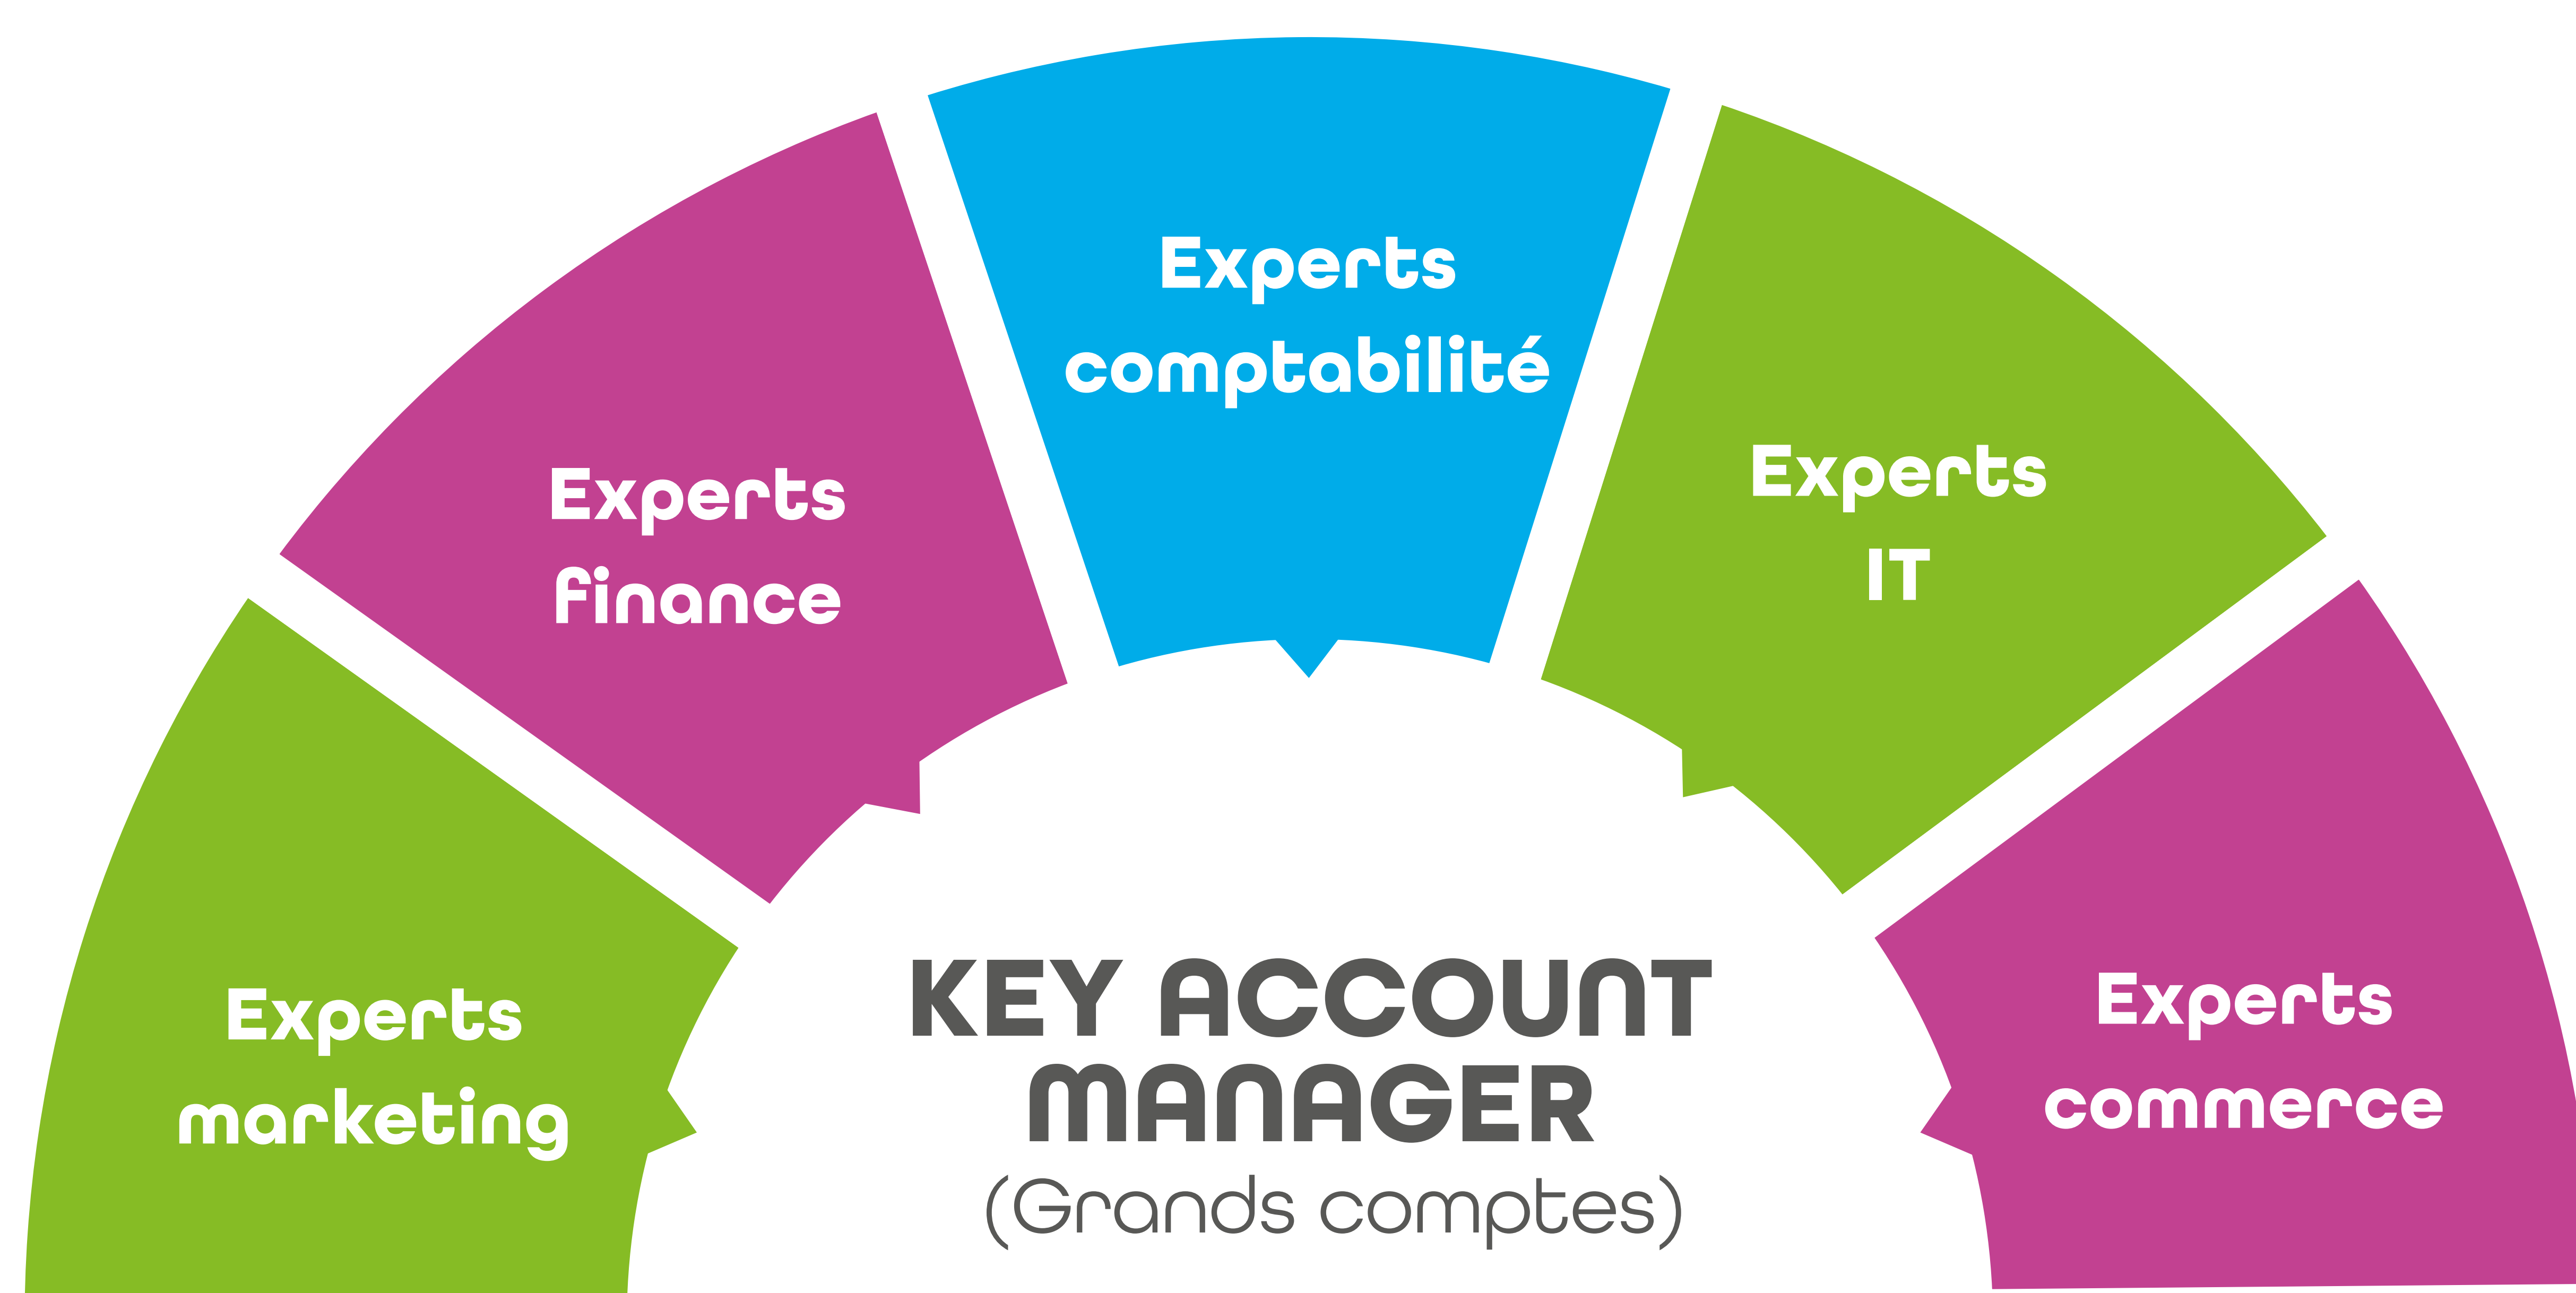 Experts
marketing
Experts
finance
Experts
comptabilité
Experts
IT
Experts
commerce
KEY ACCOUNT
MANAGER
(Grands comptes)